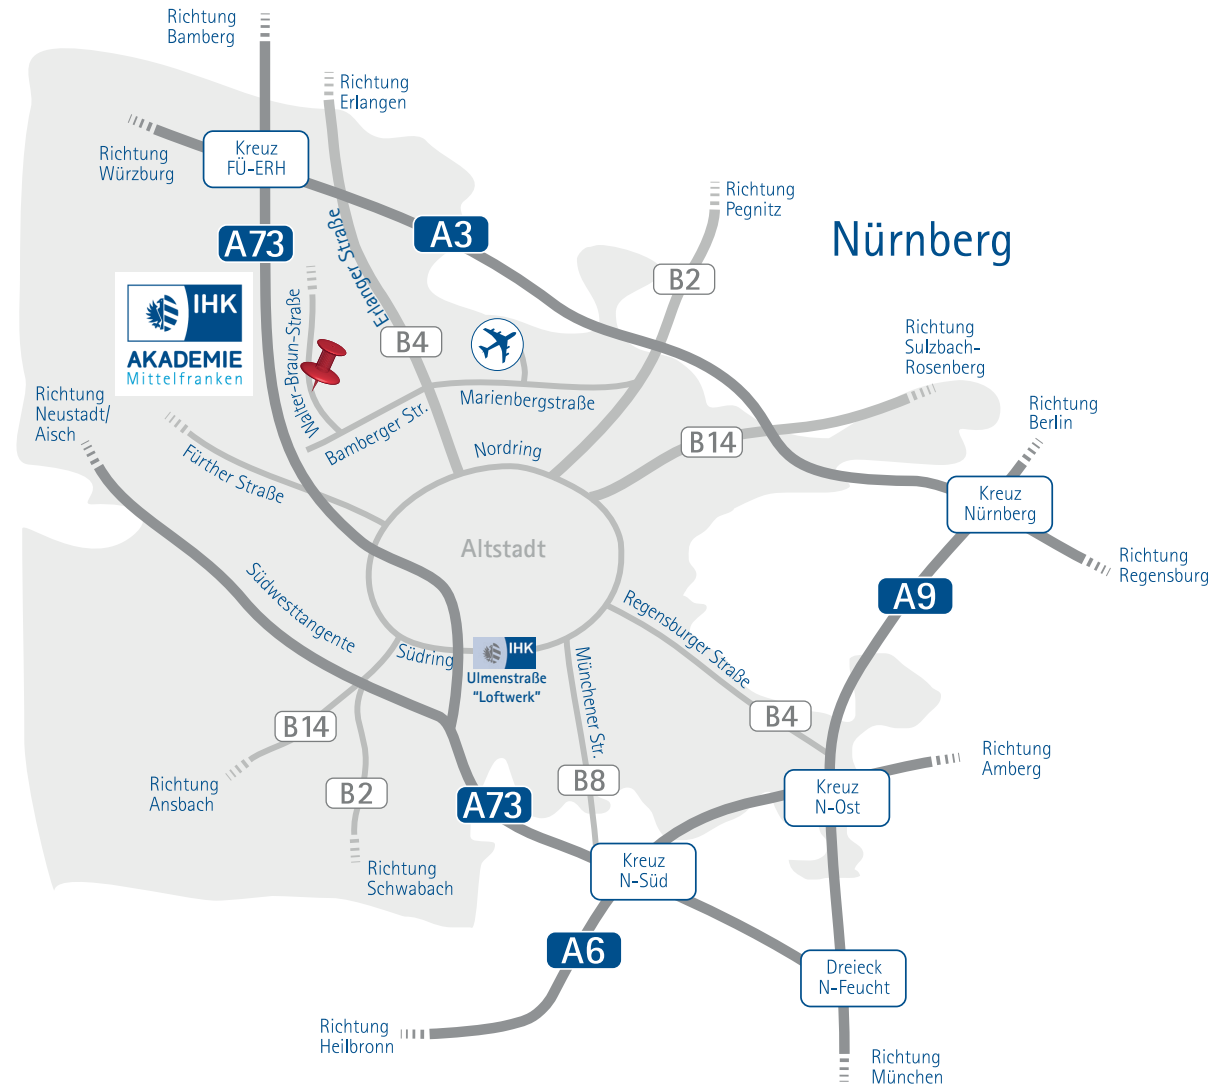 Richtung
Bamberg
Richtung
Erlangen
Kreuz
FÜ-ERH
Richtung
Würzburg
Richtung
Pegnitz
Nürnberg
A73
A3
Erlanger Straße
B2
IHK
AKADEMIE
Mittelfranken
Walter-Braun-Straße
B4
Richtung
Sulzbach-
Rosenberg
Richtung
Neustadt/
Aisch
Marienbergstraße
Bamberger Str.
Richtung
Berlin
Nordring
B14
Fürther Straße
Kreuz
Nürnberg
Altstadt
Richtung
Regensburg
A9
Südwesttangente
Regensburger Straße
Südring
IHK
Ulmenstraße
"Loftwerk"
Münchener Str.
B14
B4
Richtung
Ansbach
B2
A73
B8
Kreuz
N-Ost
Richtung
Amberg
Richtung
Schwabach
Kreuz
N-Süd
A6
Dreieck
N-Feucht
Richtung
Heilbronn
Richtung
München